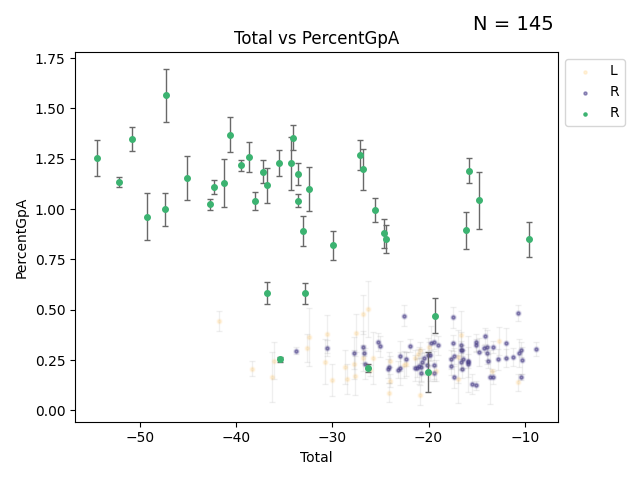 N = 145
Total vs PercentGpA
L
R
R
PercentGpA
1.75
1.50
1.25
1.00
0.75
0.50
0.25
0.00
−50 −40 −30 −20 −10
Total